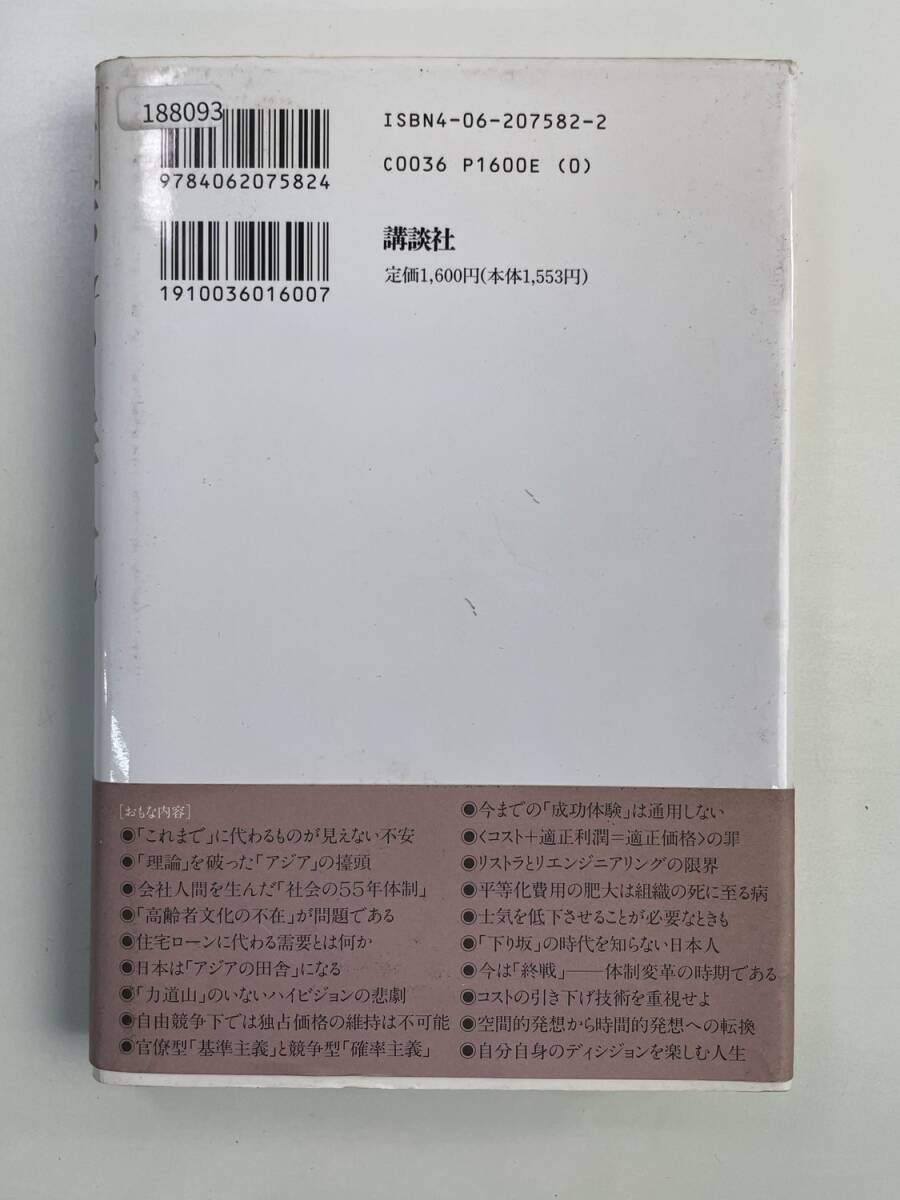 188093
ISBN4-06-207582-2
9784062075824
C0036 P1600E (0)
講談社
定価1,600円(本体1,553円)
1910036016007
[おもな内容]
●「これまで」に代わるものが見えない不安
●「理論」を破った「アジア」の擡頭
●会社人間を生んだ「社会の55年体制」
●「高齢者文化の不在」が問題である
●住宅ローンに代わる需要とは何か
●日本は「アジアの田舎」になる
●「力道山」のいないハイビジョンの悲劇
●自由競争下では独占価格の維持は不可能
●官僚型「基準主義」と競争型「確率主義」
●今までの「成功体験」は通用しない
●〈コスト+適正利潤=適正価格〉の罪
●リストラとリエンジニアリングの限界
●平等化費用の肥大は組織の死に至る病
●士気を低下させることが必要なときも
●「下り坂」の時代を知らない日本人
●今は「終戦」――体制変革の時期である
●コストの引き下げ技術を重視せよ
●空間的発想から時間的発想への転換
●自分自身のディシジョンを楽しむ人生